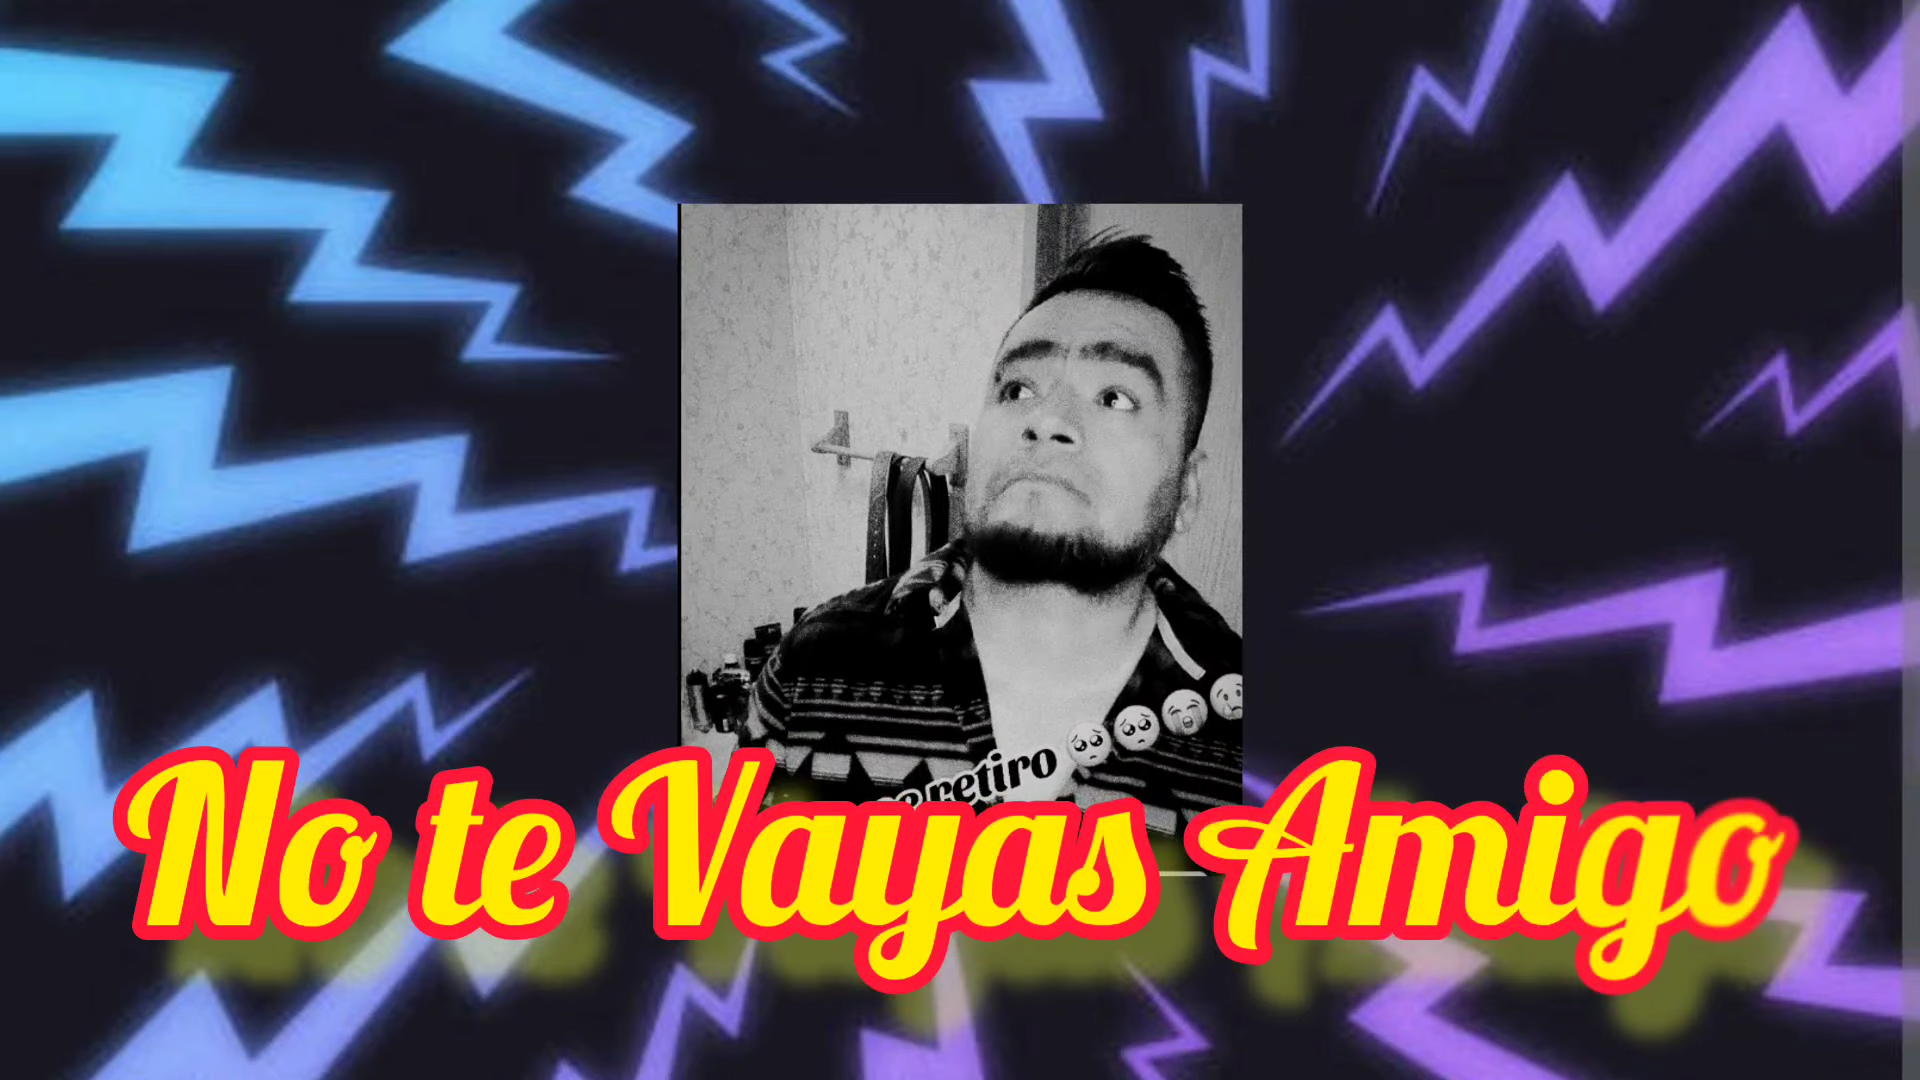 retiro 🥺🥺😭😢
No te Vayas Amigo